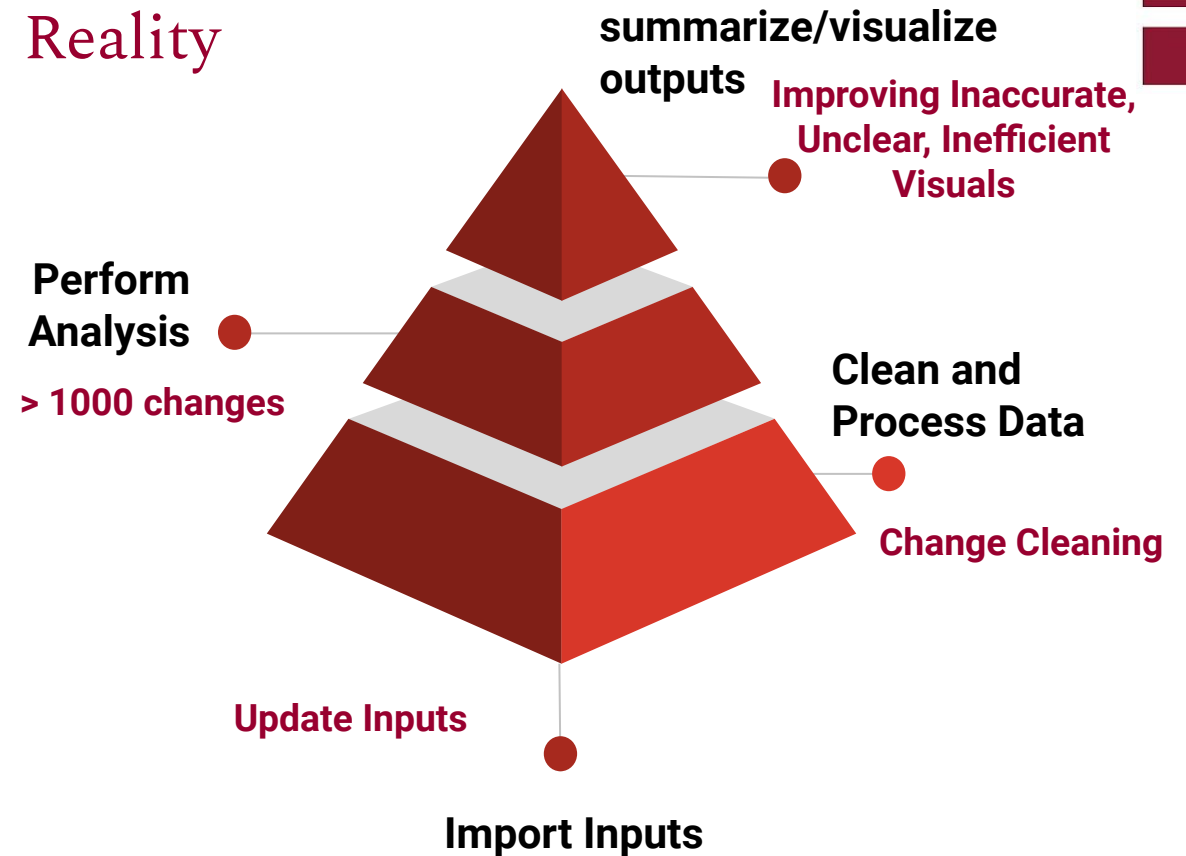 Reality
summarize/visualize
outputs
Improving Inaccurate,
Unclear, Inefficient
Visuals
Perform
Analysis
> 1000 changes
Clean and
Process Data
Change Cleaning
Update Inputs
Import Inputs